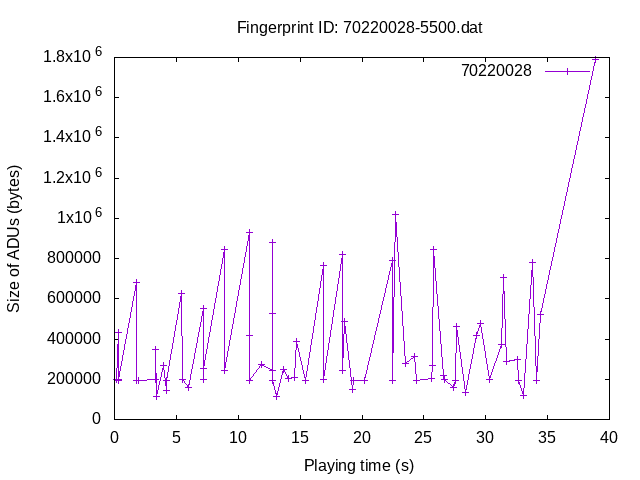 Fingerprint ID: 70220028-5500.dat
1.8x10^6
70220028
1.6x10^6
1.4x10^6
1.2x10^6
1x10^6
800000
600000
400000
200000
0
Size of ADUs (bytes)
0 5 10 15 20 25 30 35 40
Playing time (s)